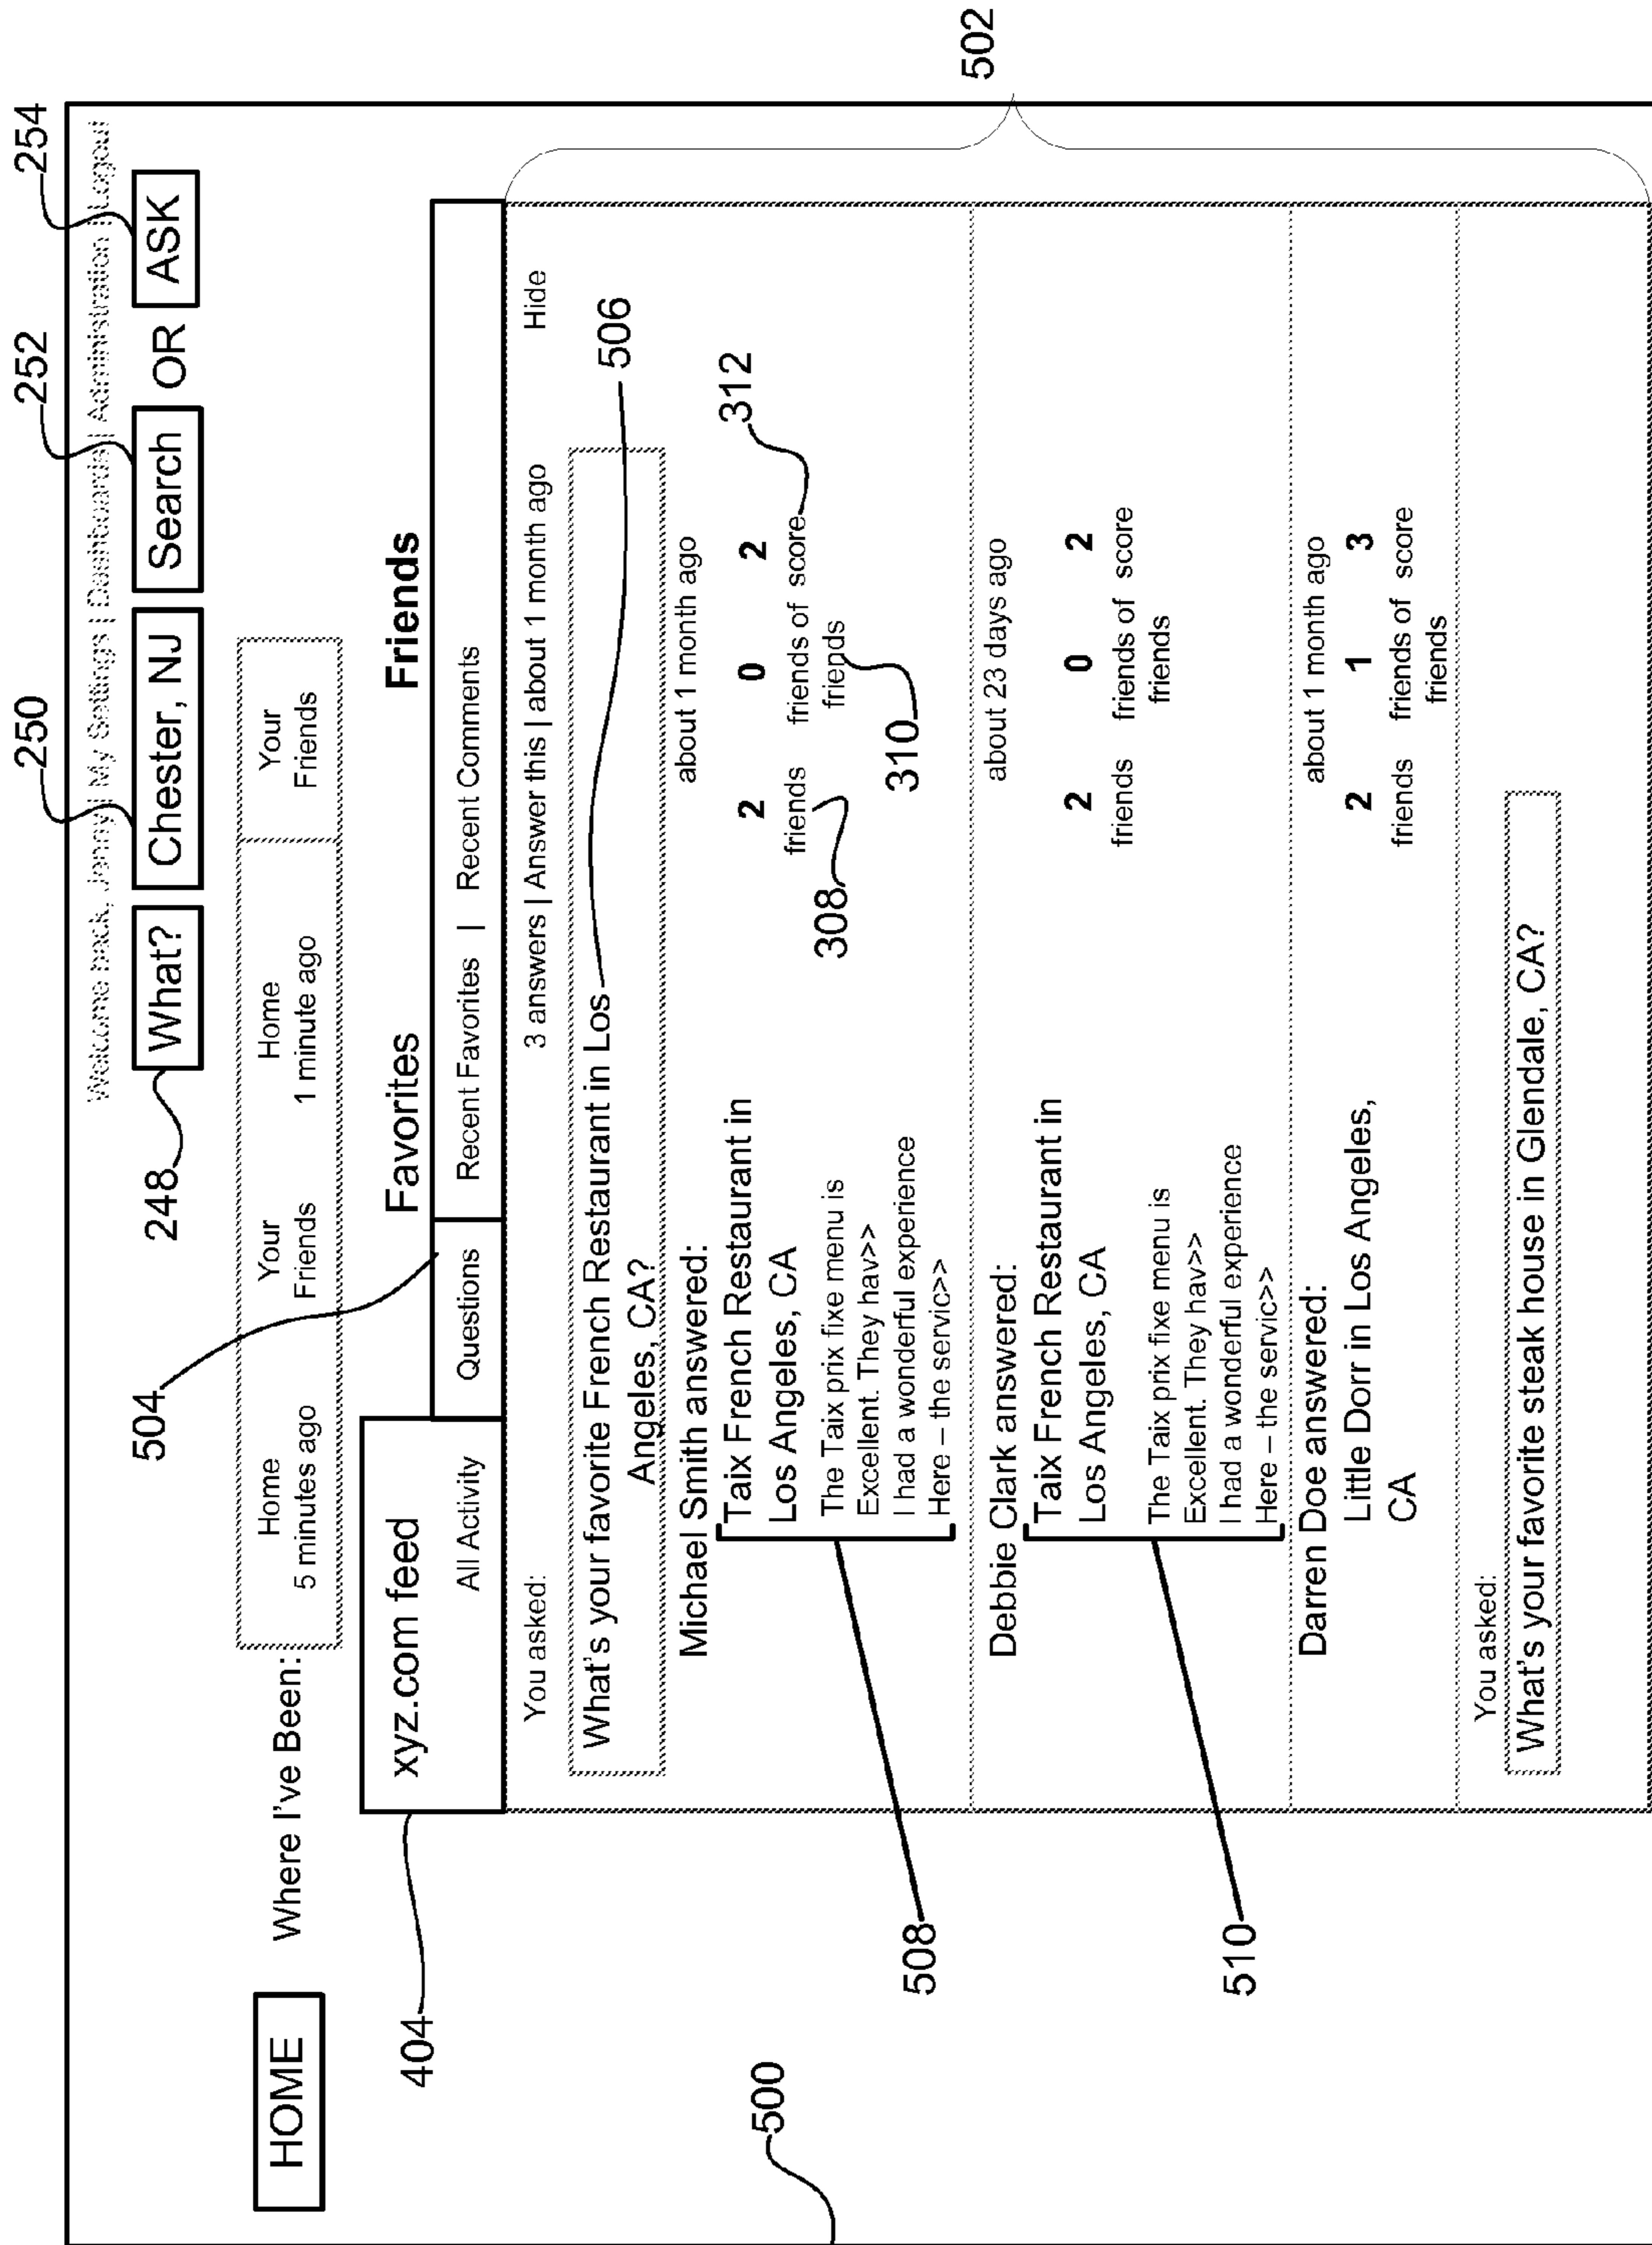 250
252
254
Welcome back, Jenny! | My Settings | Dashboards | Administration | Logout
248
What?
Chester, NJ
Search
OR
ASK
HOME
Where I've Been:
Home
5 minutes ago
Your
Friends
Home
1 minute ago
Your
Friends
504
Favorites
Friends
404
xyz.com feed
All Activity
Questions
Recent Favorites | Recent Comments
You asked:
3 answers | Answer this | about 1 month ago
Hide
What's your favorite French Restaurant in Los
Angeles, CA?
506
502
Michael Smith answered:
about 1 month ago
Taix French Restaurant in
Los Angeles, CA
The Taix prix fixe menu is
Excellent. They hav>>
I had a wonderful experience
Here – the servic>>
2 0 2
friends friends of score
friends
308
310
312
508
500
Debbie Clark answered:
about 23 days ago
Taix French Restaurant in
Los Angeles, CA
The Taix prix fixe menu is
Excellent. They hav>>
I had a wonderful experience
Here – the servic>>
2 0 2
friends friends of score
friends
510
Darren Doe answered:
about 1 month ago
Little Dorr in Los Angeles,
CA
2 1 3
friends friends of score
friends
You asked:
What's your favorite steak house in Glendale, CA?